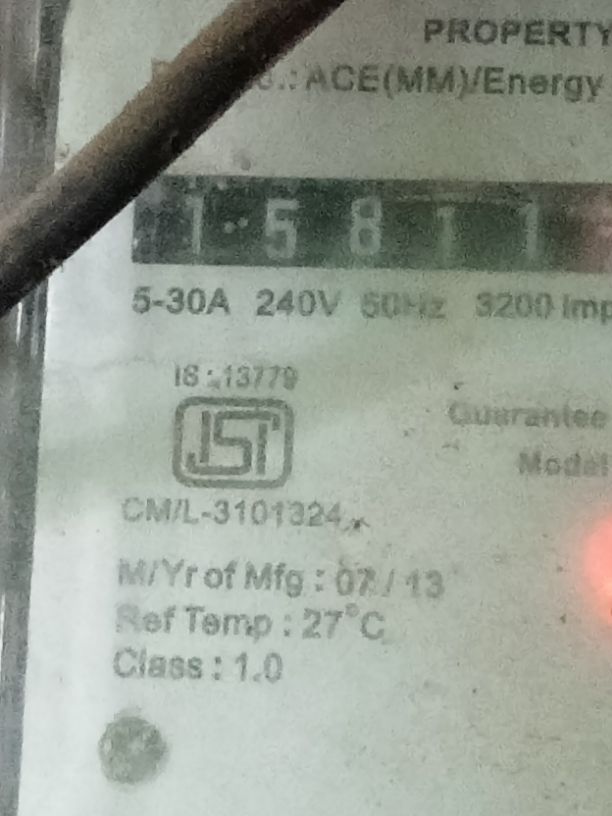 PROPERTY
ACE(MM)/Energy
1 5 8 1 1
5-30A 240V 50Hz 3200 Imp
IS : 13779
ISI
CM/L-3101324
Guarantee
Model
M/Yr of Mfg : 07 / 13
Ref Temp : 27°C
Class : 1.0